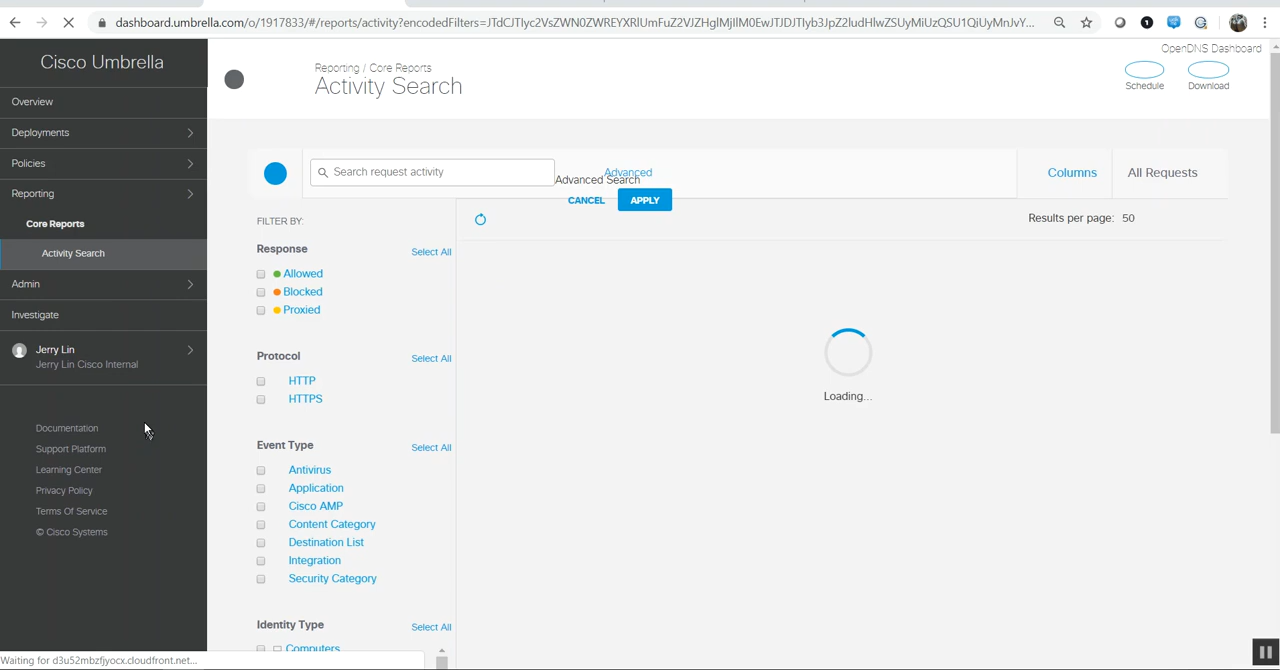 dashboard.umbrella.com/o/1917833/#/reports/activity?encodedFilters=
OpenDNS Dashboard
Cisco Umbrella
Reporting / Core Reports
Activity Search
Schedule
Download
Overview
Deployments
Policies
Reporting
Core Reports
Activity Search
Admin
Investigate
Jerry Lin
Jerry Lin Cisco Internal
Documentation
Support Platform
Learning Center
Privacy Policy
Terms Of Service
© Cisco Systems
Search request activity
Advanced
Advanced Search
CANCEL
APPLY
Columns
All Requests
FILTER BY:
Results per page: 50
Response
Select All
Allowed
Blocked
Proxied
Protocol
Select All
HTTP
HTTPS
Event Type
Select All
Antivirus
Application
Cisco AMP
Content Category
Destination List
Integration
Security Category
Identity Type
Select All
Computers
Loading...
Waiting for d3u52mbzfjyocx.cloudfront.net...